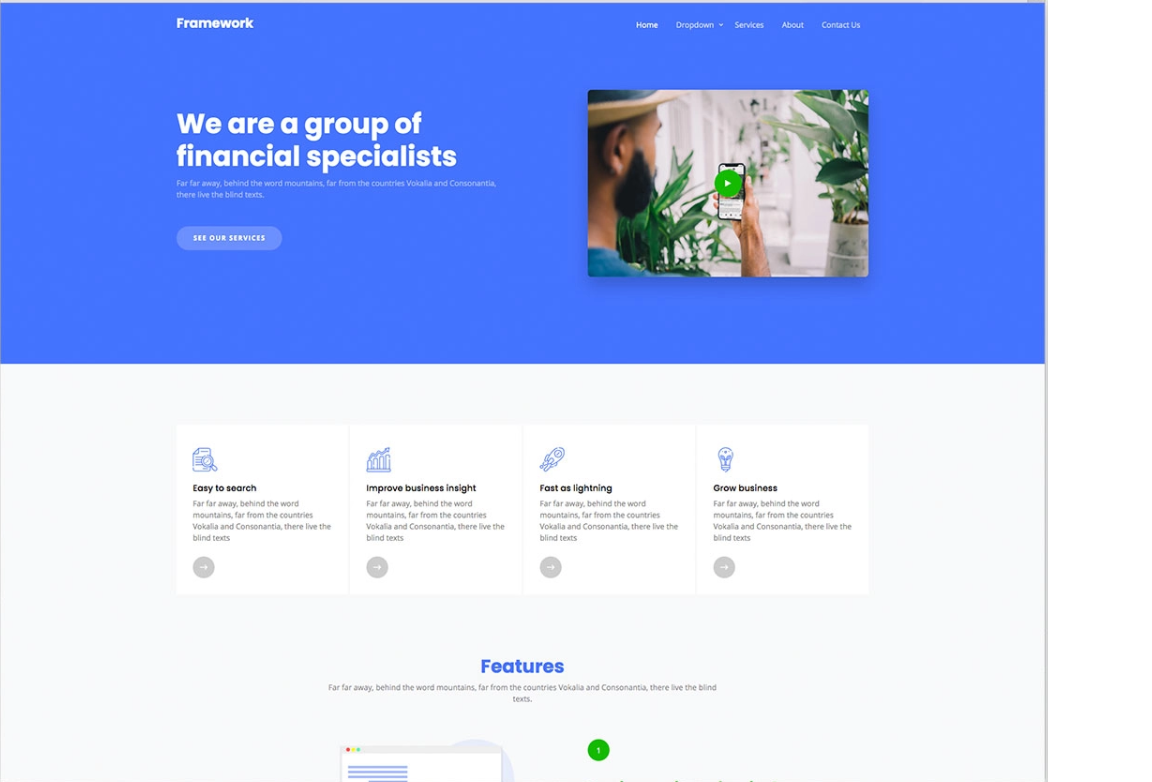 Framework
Home Dropdown Services About Contact Us
We are a group of
financial specialists
Far far away, behind the word mountains, far from the countries Vokalia and Consonantia,
there live the blind texts.
SEE OUR SERVICES
Easy to search
Far far away, behind the word
mountains, far from the countries
Vokalia and Consonantia, there live the
blind texts
Improve business insight
Far far away, behind the word
mountains, far from the countries
Vokalia and Consonantia, there live the
blind texts
Fast as lightning
Far far away, behind the word
mountains, far from the countries
Vokalia and Consonantia, there live the
blind texts
Grow business
Far far away, behind the word
mountains, far from the countries
Vokalia and Consonantia, there live the
blind texts
Features
Far far away, behind the word mountains, far from the countries Vokalia and Consonantia, there live the blind
texts.
1